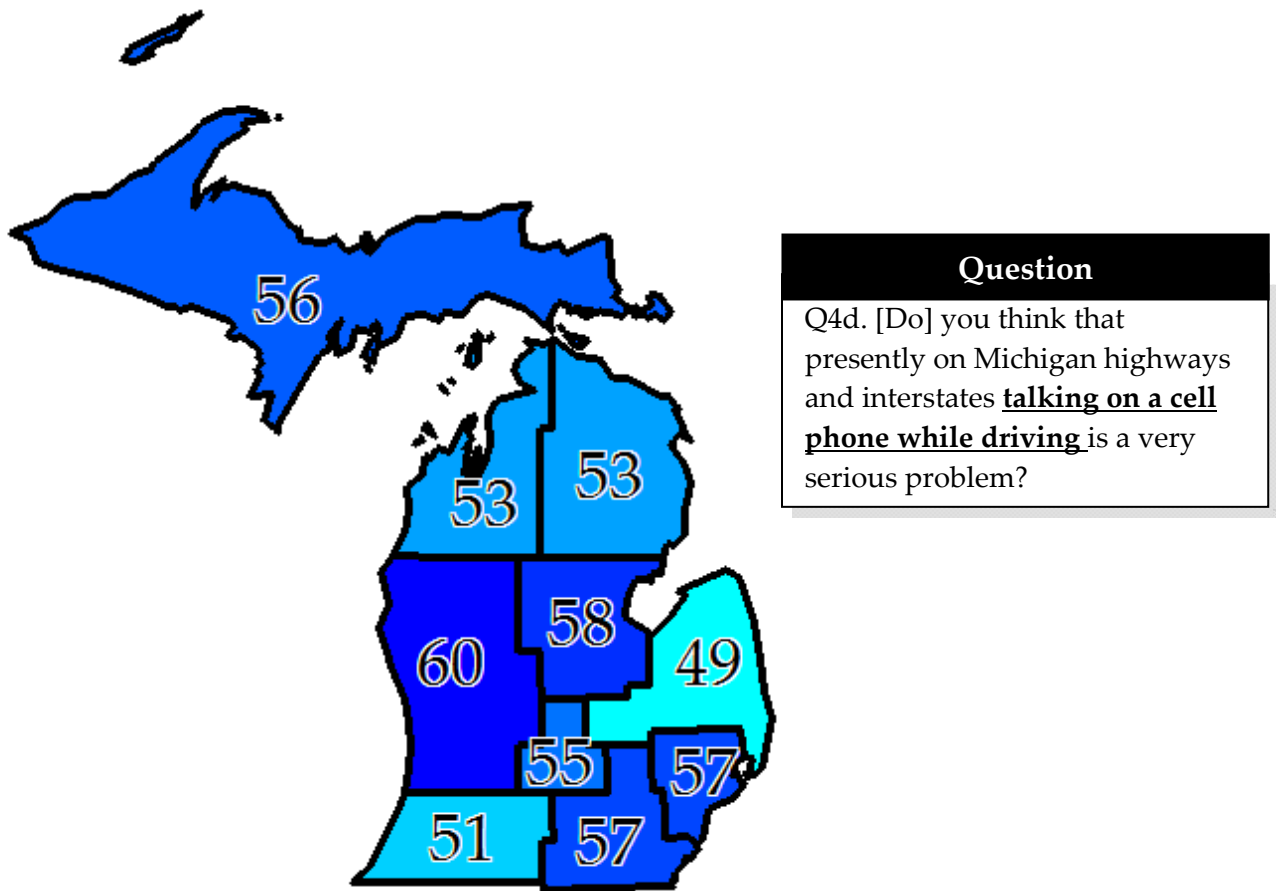 56
Question
Q4d. [Do] you think that
presently on Michigan highways
and interstates talking on a cell
phone while driving is a very
serious problem?
53
53
58
60
49
55
57
51
57